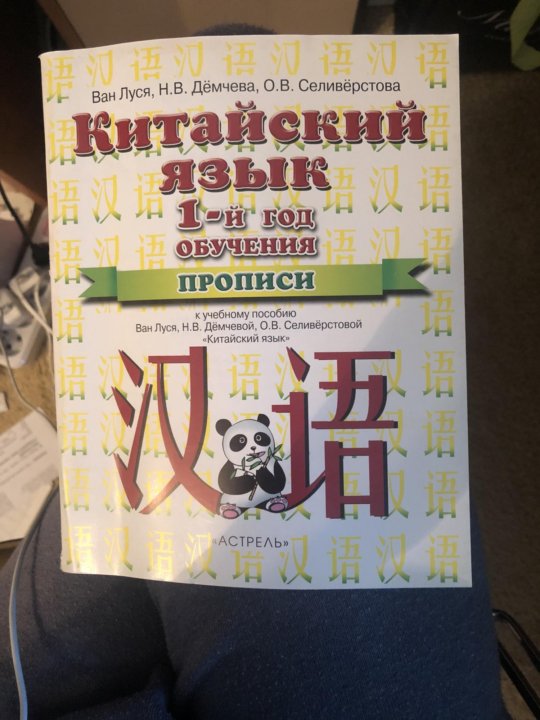 Ван Луся, Н.В. Дёмчева, О.В. Селивёрстова
Китайский
язык
1-й год
обучения
ПРОПИСИ
к учебному пособию
Ван Луся, Н.В. Дёмчевой, О.В. Селивёрстовой
«Китайский язык»
汉语
«АСТРЕЛЬ»